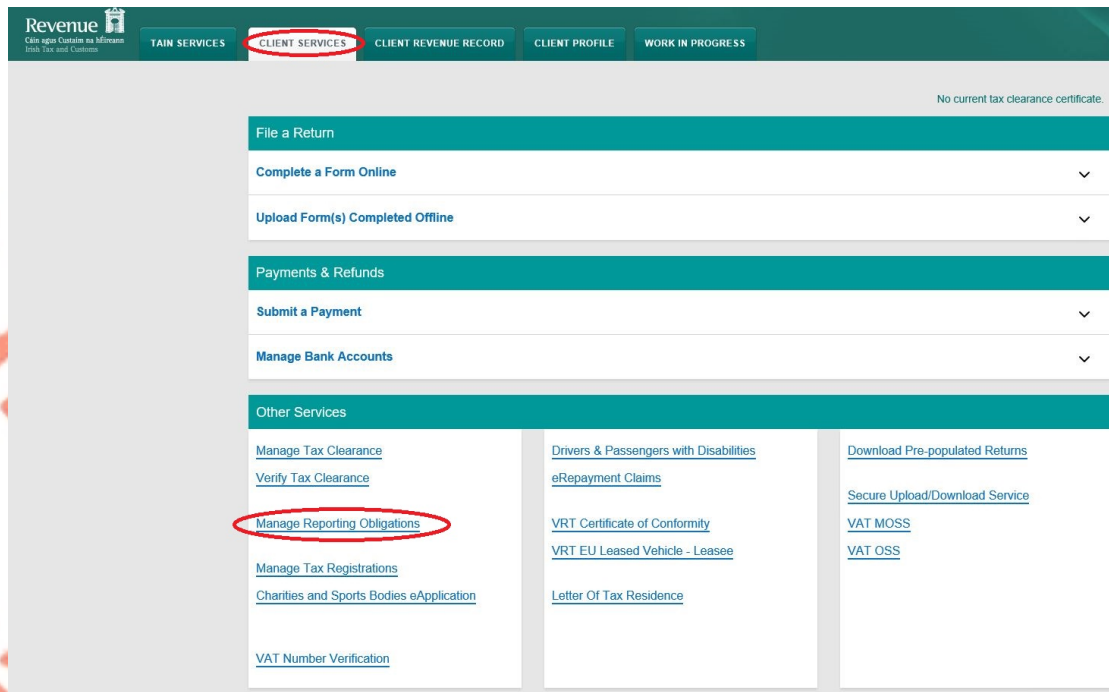 Revenue
Cáin agus Custaim na hÉireann
Irish Tax and Customs
TAIN SERVICES
CLIENT SERVICES
CLIENT REVENUE RECORD
CLIENT PROFILE
WORK IN PROGRESS
No current tax clearance certificate.
File a Return
Complete a Form Online
Upload Form(s) Completed Offline
Payments & Refunds
Submit a Payment
Manage Bank Accounts
Other Services
Manage Tax Clearance
Verify Tax Clearance
Manage Reporting Obligations
Manage Tax Registrations
Charities and Sports Bodies eApplication
VAT Number Verification
Drivers & Passengers with Disabilities
eRepayment Claims
VRT Certificate of Conformity
VRT EU Leased Vehicle - Leasee
Letter Of Tax Residence
Download Pre-populated Returns
Secure Upload/Download Service
VAT MOSS
VAT OSS